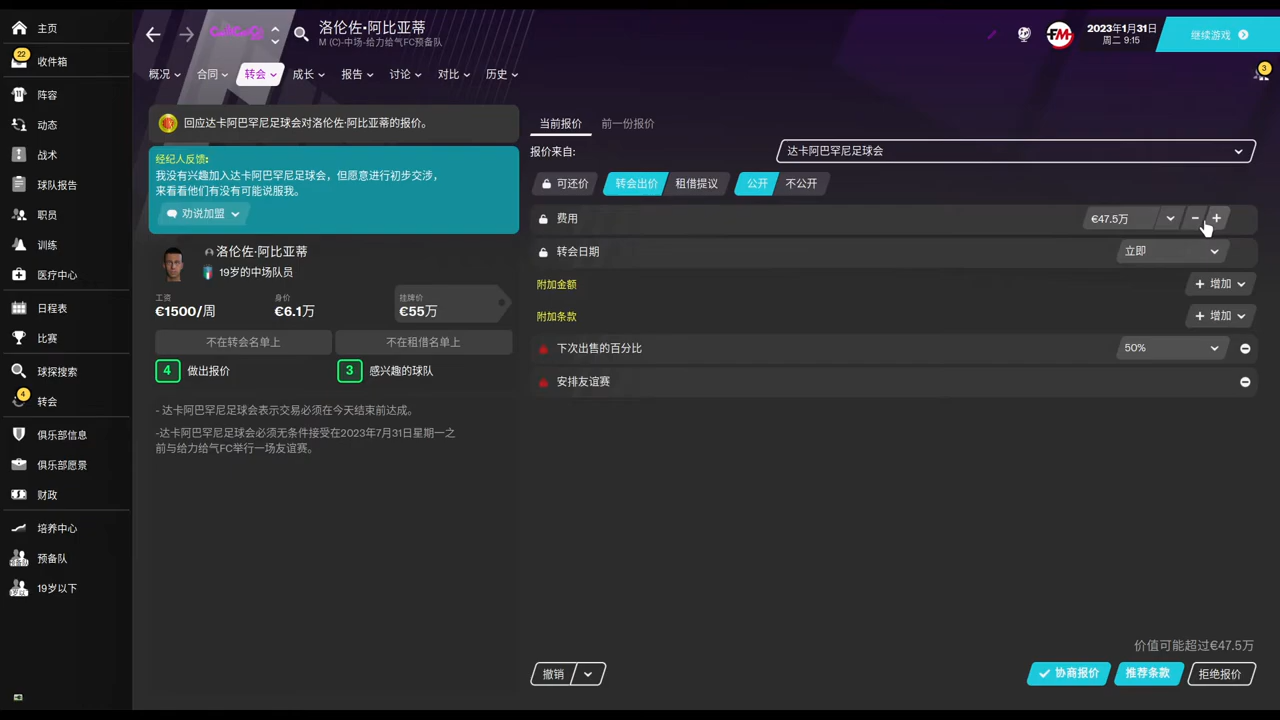 主页
22
收件箱
阵容
动态
战术
球队报告
职员
训练
医疗中心
日程表
比赛
球探搜索
4
转会
俱乐部信息
俱乐部愿景
财政
培养中心
预备队
19岁以下
洛伦佐•阿比亚蒂
M (C)-中场-给力给气FC预备队
FM
2023年1月31日
周二 9:15
继续游戏
3
概况
合同
转会
成长
报告
讨论
对比
历史
回应达卡阿巴罕尼足球会对洛伦佐·阿比亚蒂的报价。
经纪人反馈:
我没有兴趣加入达卡阿巴罕尼足球会，但愿意进行初步交涉，
来看看他们有没有可能说服我。
劝说加盟
洛伦佐·阿比亚蒂
19岁的中场队员
工资
€1500/周
身价
€6.1万
挂牌价
€55万
不在转会名单上
不在租借名单上
4 做出报价
3 感兴趣的球队
- 达卡阿巴罕尼足球会表示交易必须在今天结束前达成。
-达卡阿巴罕尼足球会必须无条件接受在2023年7月31日星期一之
前与给力给气FC举行一场友谊赛。
当前报价
前一份报价
报价来自:
达卡阿巴罕尼足球会
可还价
转会出价
租借提议
公开
不公开
费用
€47.5万
转会日期
立即
附加金额
+ 增加
附加条款
+ 增加
下次出售的百分比
50%
安排友谊赛
价值可能超过€47.5万
撤销
协商报价
推荐条款
拒绝报价